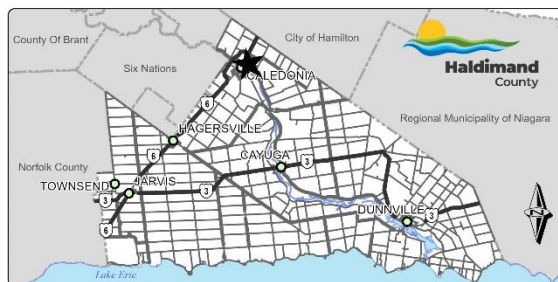 County Of Brant
City of Hamilton
Haldimand
County
Six Nations
CALEDONIA
6
Regional Municipality of Niagara
HAGERSVILLE
6
CAYUGA
3
Norfolk County
TOWNSEND
JARVIS
3
3
DUNNVILLE
3
6
Lake Erie